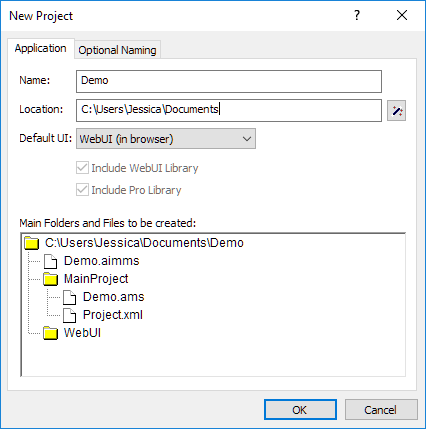 New Project
Application Optional Naming
Name: Demo
Location: C:\Users\Jessica\Documents
Default UI: WebUI (in browser)
Include WebUI Library
Include Pro Library
Main Folders and Files to be created:
C:\Users\Jessica\Documents\Demo
Demo.aimms
MainProject
Demo.ams
Project.xml
WebUI
OK Cancel